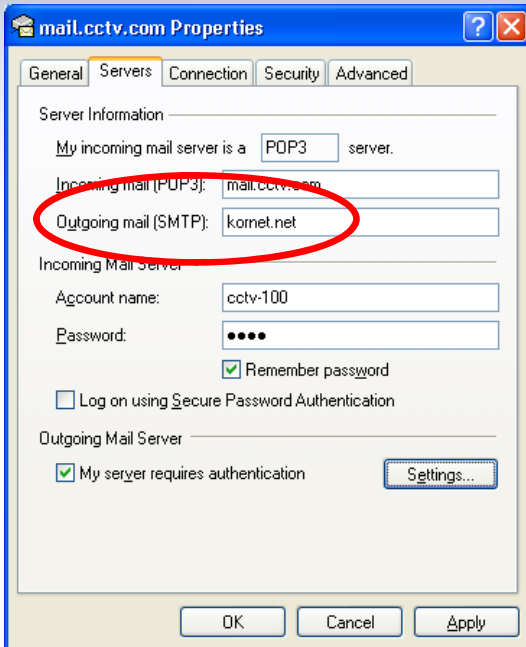 mail.cctv.com Properties
General Servers Connection Security Advanced
Server Information
My incoming mail server is a POP3 server.
Incoming mail (POP3): mail.cctv.com
Outgoing mail (SMTP): kornet.net
Incoming Mail Server
Account name: cctv-100
Password: ●●●●
Remember password
Log on using Secure Password Authentication
Outgoing Mail Server
My server requires authentication Settings...
OK Cancel Apply